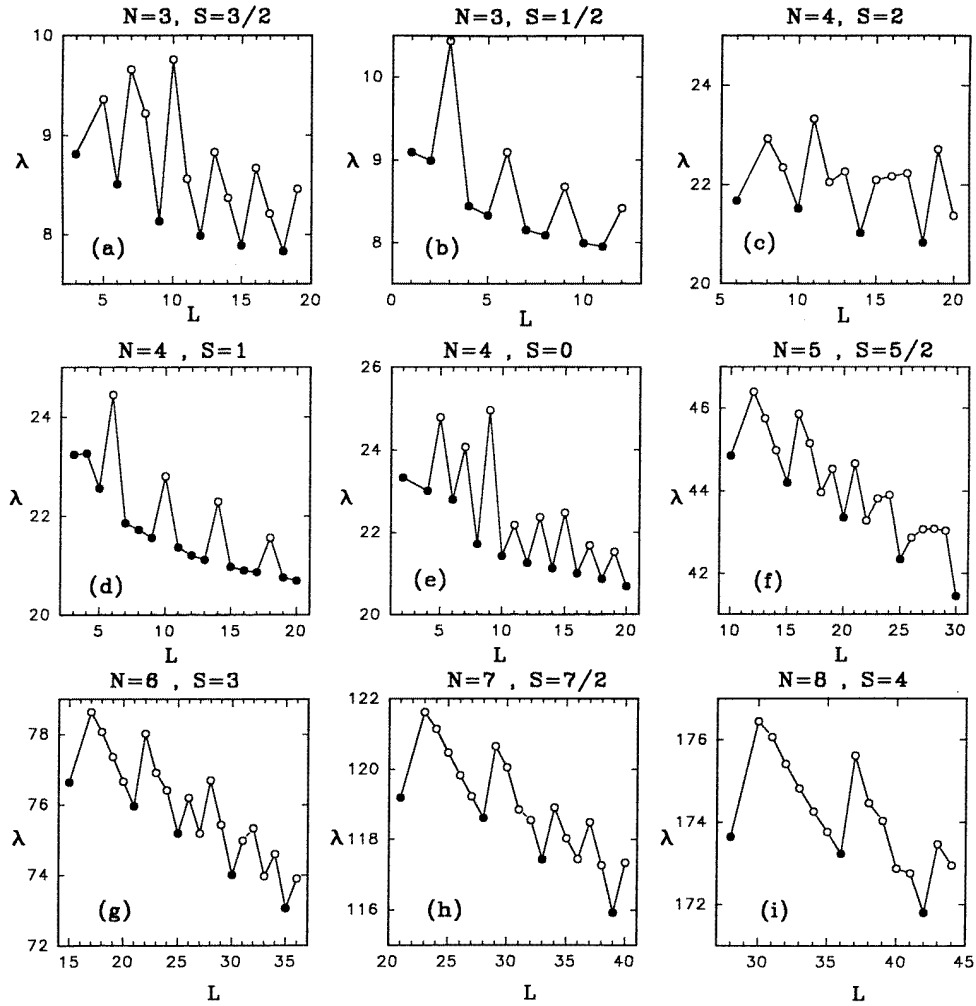 N=3, S=3/2 N=3, S=1/2 N=4, S=2
10
9
8
λ
(a)
5 10 15 20
L
10
9
8
λ
(b)
0 5 10
L
24
22
20
λ
(c)
5 10 15 20
L
N=4 , S=1 N=4, S=0 N=5 , S=5/2
24
22
20
λ
(d)
5 10 15 20
L
26
24
22
20
λ
(e)
5 10 15 20
L
46
44
42
λ
(f)
10 15 20 25 30
L
N=6 , S=3 N=7 , S=7/2 N=8 , S=4
78
76
74
72
λ
(g)
15 20 25 30 35
L
122
120
118
116
λ
(h)
20 25 30 35 40
L
176
174
172
λ
(i)
30 35 40 45
L